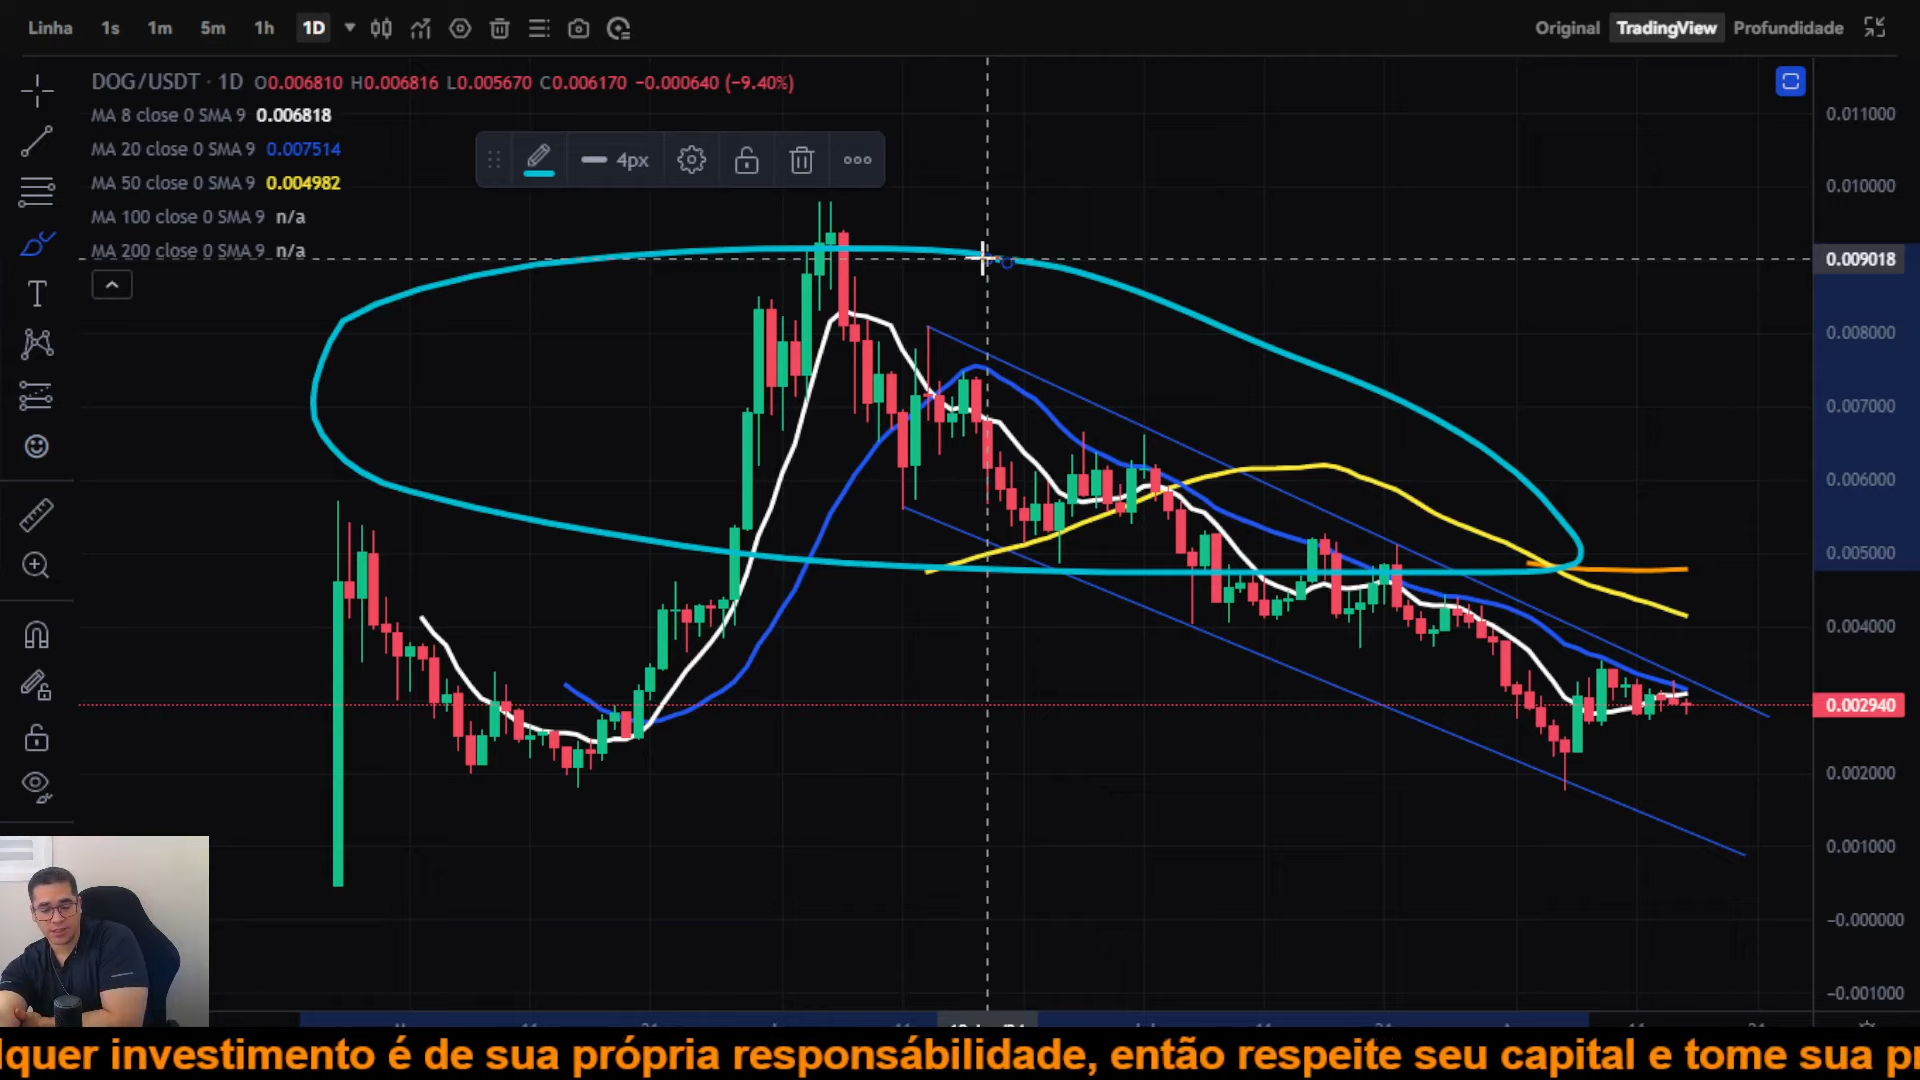 Linha 1s 1m 5m 1h 1D Original TradingView Profundidade
DOG/USDT · 1D O0.006810 H0.006816 L0.005670 C0.006170 −0.000640 (−9.40%)
MA 8 close 0 SMA 9 0.006818
MA 20 close 0 SMA 9 0.007514
MA 50 close 0 SMA 9 0.004982
MA 100 close 0 SMA 9 n/a
MA 200 close 0 SMA 9 n/a
4px
0.011000
0.010000
0.009018
0.008000
0.007000
0.006000
0.005000
0.004000
0.002940
0.002000
0.001000
−0.000000
−0.001000
lquer investimento é de sua própria responsábilidade, então respeite seu capital e tome sua p